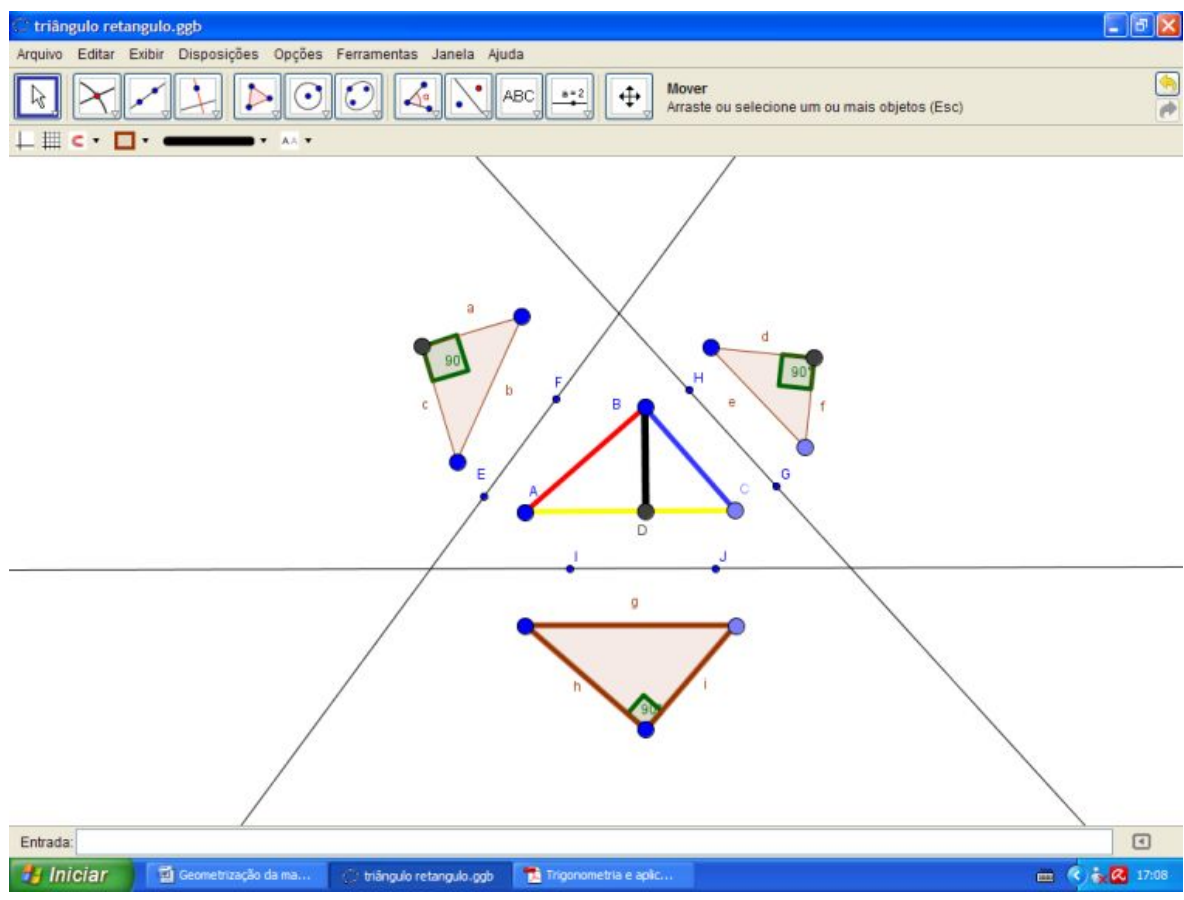 triângulo retangulo.ggb
Arquivo Editar Exibir Disposições Opções Ferramentas Janela Ajuda
ABC
a=2
Mover
Arraste ou selecione um ou mais objetos (Esc)
AA
a
90°
c
b
F
E
d
90°
H
e
f
B
G
A
C
D
I
J
g
h
i
90°
Entrada:
Iniciar
Geometrização da ma...
triângulo retangulo.ggb
Trigonometria e aplic...
17:08